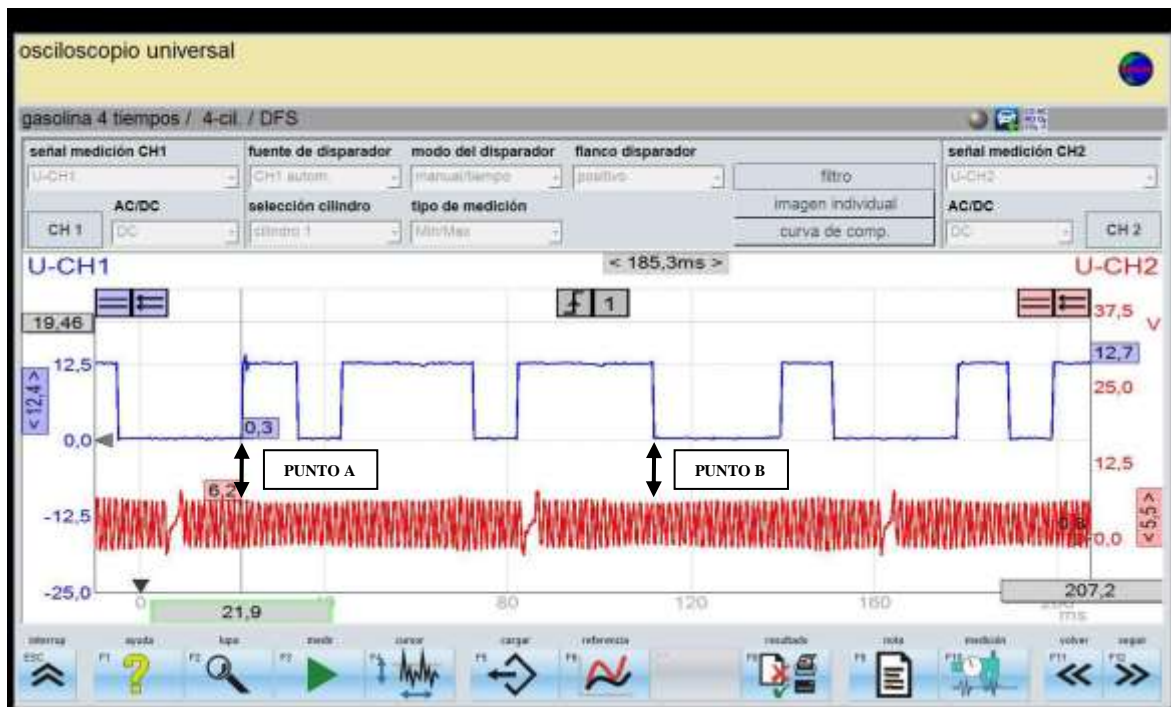 osciloscopio universal
gasolina 4 tiempos / 4-cil. / DFS
señal medición CH1 fuente de disparador modo del disparador flanco disparador señal medición CH2
U-CH1 CH1 autom. manual/tiempo positivo filtro U-CH2
AC/DC selección cilindro tipo de medición imagen individual AC/DC
CH 1 DC cilindro 1 Min/Max curva de comp. DC CH 2
U-CH1 < 185,3ms > U-CH2
1
19,46 37,5 V
12,5 12,7
< 12,4 > 25,0
0,3
0,0
PUNTO A PUNTO B 12,5
6,2
-12,5 < 5,5 >
0,8 0,0
-25,0 0 80 120 160 207,2
21,9 ms
interrup ayuda lupa medir cursor cargar referencia resultado nota medición volver seguir
ESC F1 F2 F3 F4 F5 F6 F8 F9 F10 F11 F12